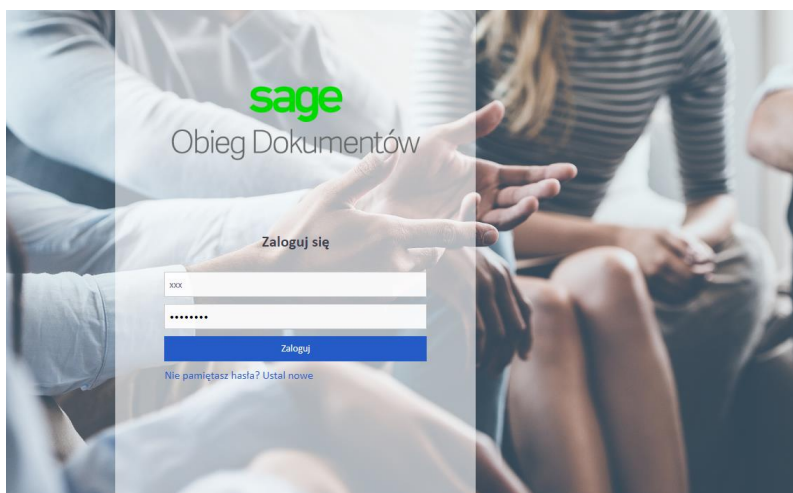 sage
Obieg Dokumentów
Zaloguj się
xxx
••••••••
Zaloguj
Nie pamiętasz hasła? Ustal nowe